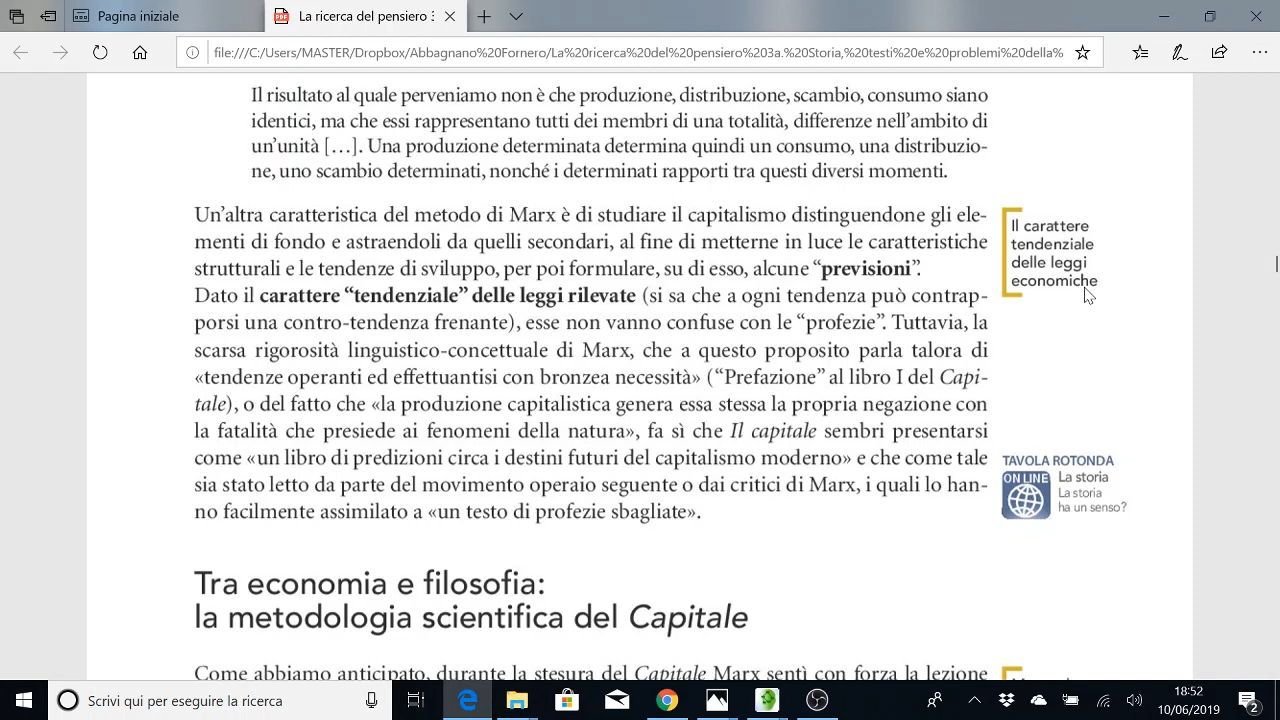 Pagina iniziale
La ricerca del pensiero 3
file:///C:/Users/MASTER/Dropbox/Abbagnano%20Fornero/La%20ricerca%20del%20pensiero%203a.%20Storia,%20testi%20e%20problemi%20della%
Il risultato al quale perveniamo non è che produzione, distribuzione, scambio, consumo siano
identici, ma che essi rappresentano tutti dei membri di una totalità, differenze nell'ambito di
un'unità […]. Una produzione determinata determina quindi un consumo, una distribuzio-
ne, uno scambio determinati, nonché i determinati rapporti tra questi diversi momenti.
Un'altra caratteristica del metodo di Marx è di studiare il capitalismo distinguendone gli ele-
menti di fondo e astraendoli da quelli secondari, al fine di metterne in luce le caratteristiche
strutturali e le tendenze di sviluppo, per poi formulare, su di esso, alcune “previsioni”.
Dato il carattere “tendenziale” delle leggi rilevate (si sa che a ogni tendenza può contrap-
porsi una contro-tendenza frenante), esse non vanno confuse con le “profezie”. Tuttavia, la
scarsa rigorosità linguistico-concettuale di Marx, che a questo proposito parla talora di
«tendenze operanti ed effettuantisi con bronzea necessità» (“Prefazione” al libro I del Capi-
tale), o del fatto che «la produzione capitalistica genera essa stessa la propria negazione con
la fatalità che presiede ai fenomeni della natura», fa sì che Il capitale sembri presentarsi
come «un libro di predizioni circa i destini futuri del capitalismo moderno» e che come tale
sia stato letto da parte del movimento operaio seguente o dai critici di Marx, i quali lo han-
no facilmente assimilato a «un testo di profezie sbagliate».
Il carattere
tendenziale
delle leggi
economiche
TAVOLA ROTONDA
ON LINE
La storia
La storia
ha un senso?
Tra economia e filosofia:
la metodologia scientifica del Capitale
Come abbiamo anticipato, durante la stesura del Capitale Marx sentì con forza la lezione
Scrivi qui per eseguire la ricerca
18:52
10/06/2019
2